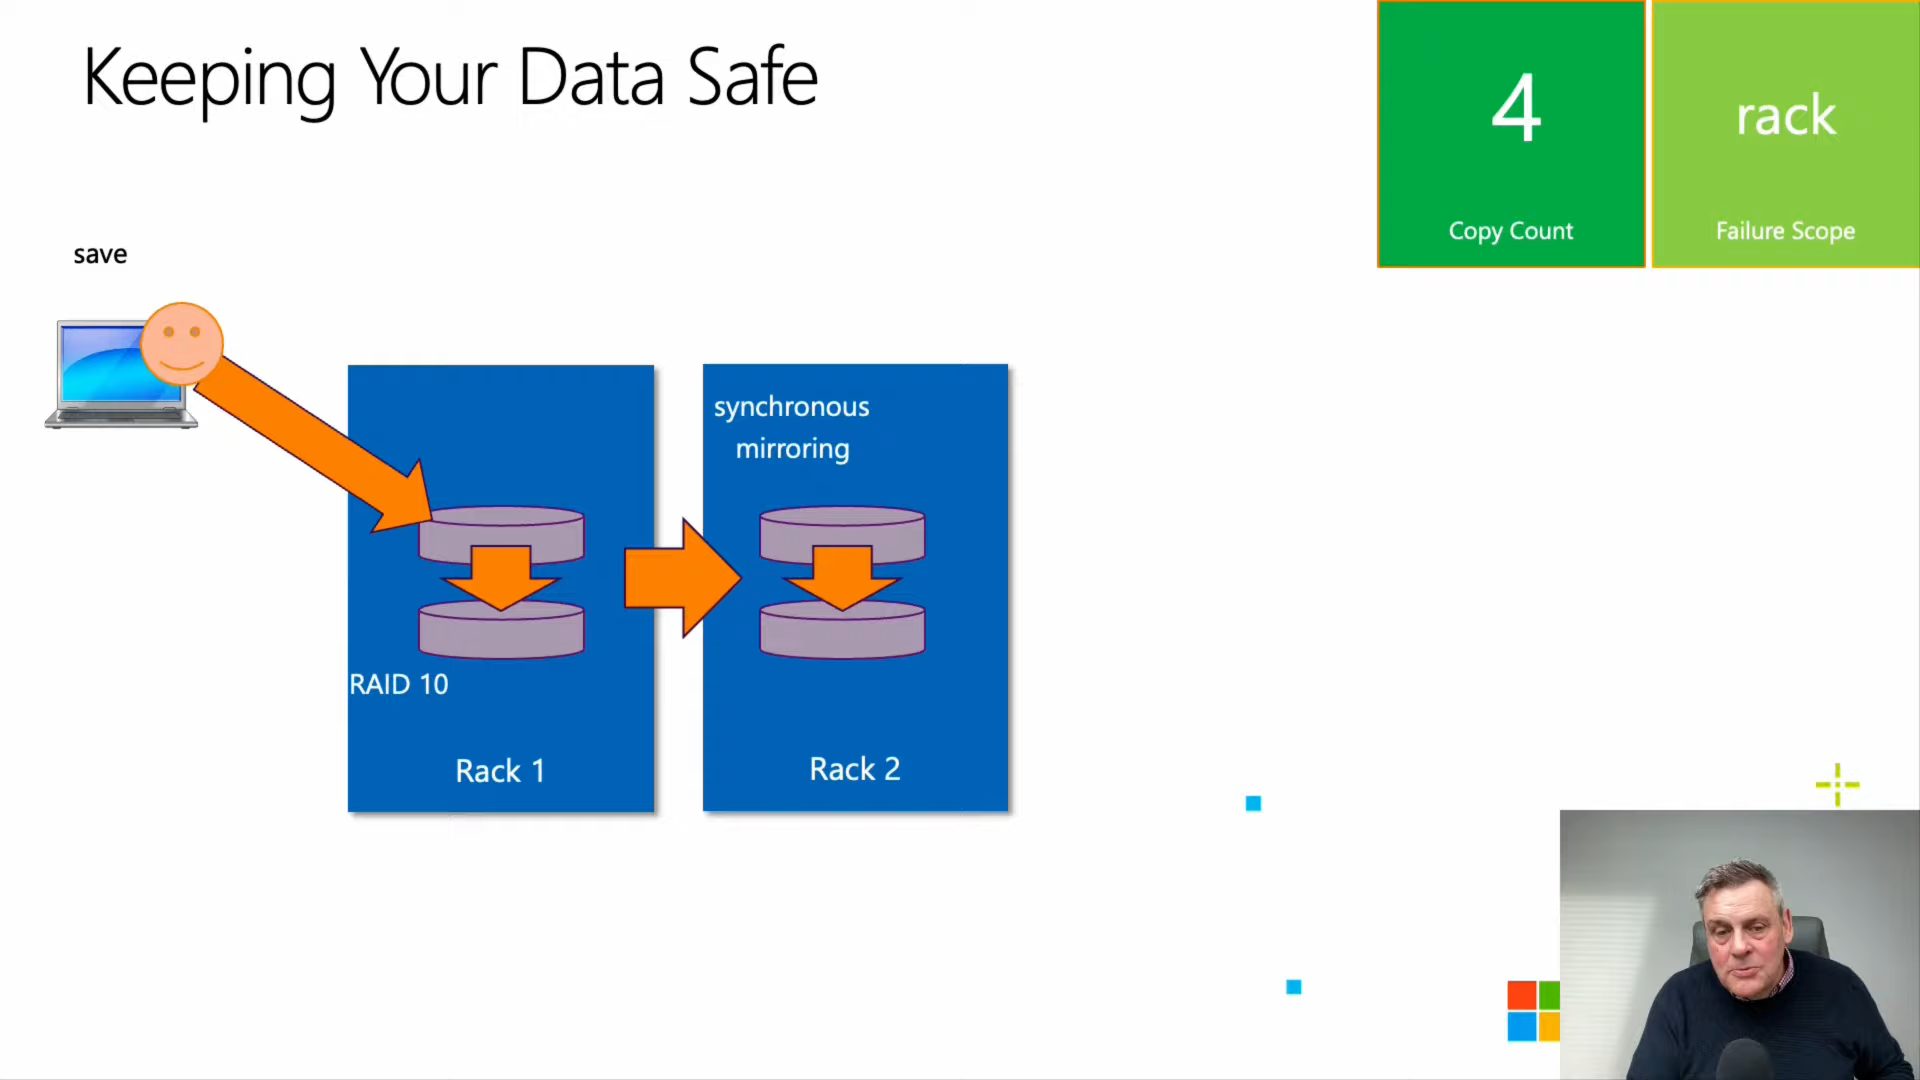 Keeping Your Data Safe
4
Copy Count
rack
Failure Scope
save
synchronous
mirroring
RAID 10
Rack 1
Rack 2